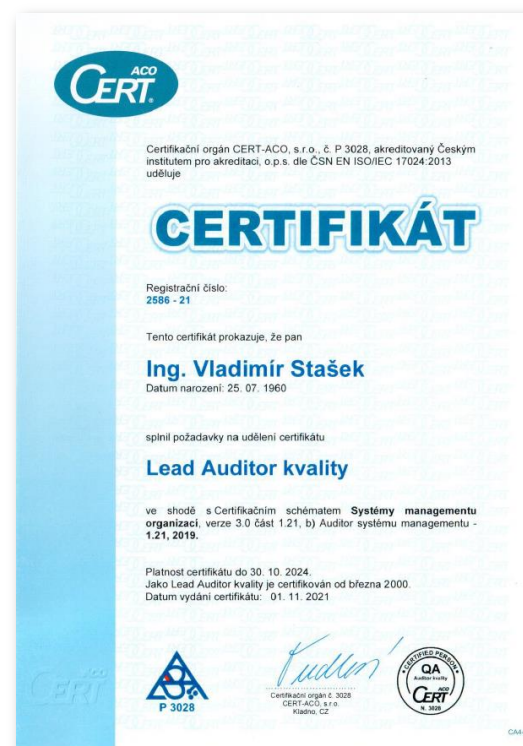 ACO
CERT®
Certifikační orgán CERT-ACO, s.r.o., č. P 3028, akreditovaný Českým
institutem pro akreditaci, o.p.s. dle ČSN EN ISO/IEC 17024:2013
uděluje
CERTIFIKÁT
Registrační číslo:
2586 - 21
Tento certifikát prokazuje, že pan
Ing. Vladimír Stašek
Datum narození: 25. 07. 1960
splnil požadavky na udělení certifikátu
Lead Auditor kvality
ve shodě s Certifikačním schématem Systémy managementu
organizací, verze 3.0 část 1.21, b) Auditor systému managementu -
1.21, 2019.
Platnost certifikátu do 30. 10. 2024.
Jako Lead Auditor kvality je certifikován od března 2000.
Datum vydání certifikátu: 01. 11. 2021
P 3028
Certifikační orgán č. 3028
CERT-ACO, s.r.o.
Kladno, CZ
CERTIFIED PERSON
QA
Auditor kvality
ACO
CERT
N. 3028